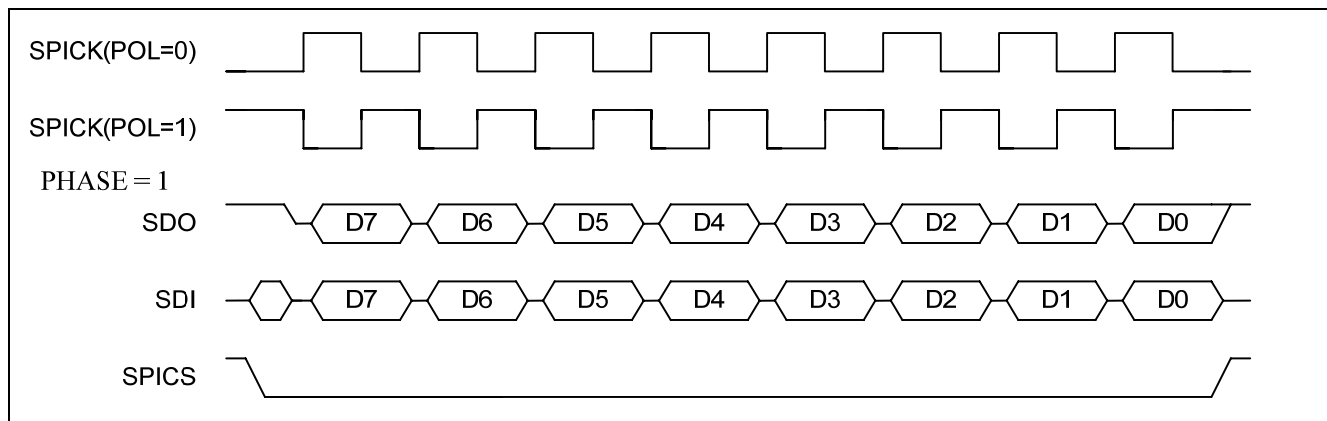 SPICK(POL=0)
SPICK(POL=1)
PHASE = 1
SDO D7 D6 D5 D4 D3 D2 D1 D0
SDI D7 D6 D5 D4 D3 D2 D1 D0
SPICS